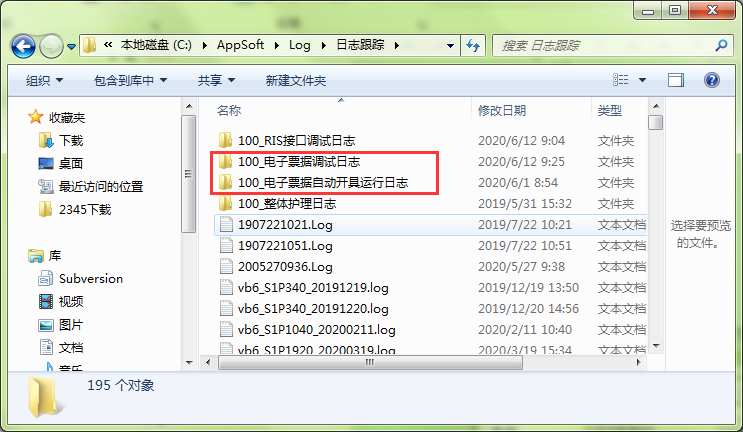 « 本地磁盘 (C:) ▸ AppSoft ▸ Log ▸ 日志跟踪 ▸
搜索 日志跟踪
组织 包含到库中 共享 新建文件夹
收藏夹
下载
桌面
最近访问的位置
2345下载
库
Subversion
视频
图片
文档
音乐
名称 修改日期 类型
100_RIS接口调试日志 2020/6/12 9:04 文件夹
100_电子票据调试日志 2020/6/12 9:25 文件夹
100_电子票据自动开具运行日志 2020/6/1 8:54 文件夹
100_整体护理日志 2019/5/31 15:32 文件夹
1907221021.Log 2019/7/22 10:21 文本文档
1907221051.Log 2019/7/22 10:51 文本文档
2005270936.Log 2020/5/27 9:38 文本文档
vb6_S1P340_20191219.log 2019/12/19 13:50 文本文档
vb6_S1P340_20191220.log 2019/12/20 14:56 文本文档
vb6_S1P1040_20200211.log 2020/2/11 10:40 文本文档
vb6_S1P1920_20200319.log 2020/3/19 15:31 文本文档
选择要预览
的文件。
195 个对象